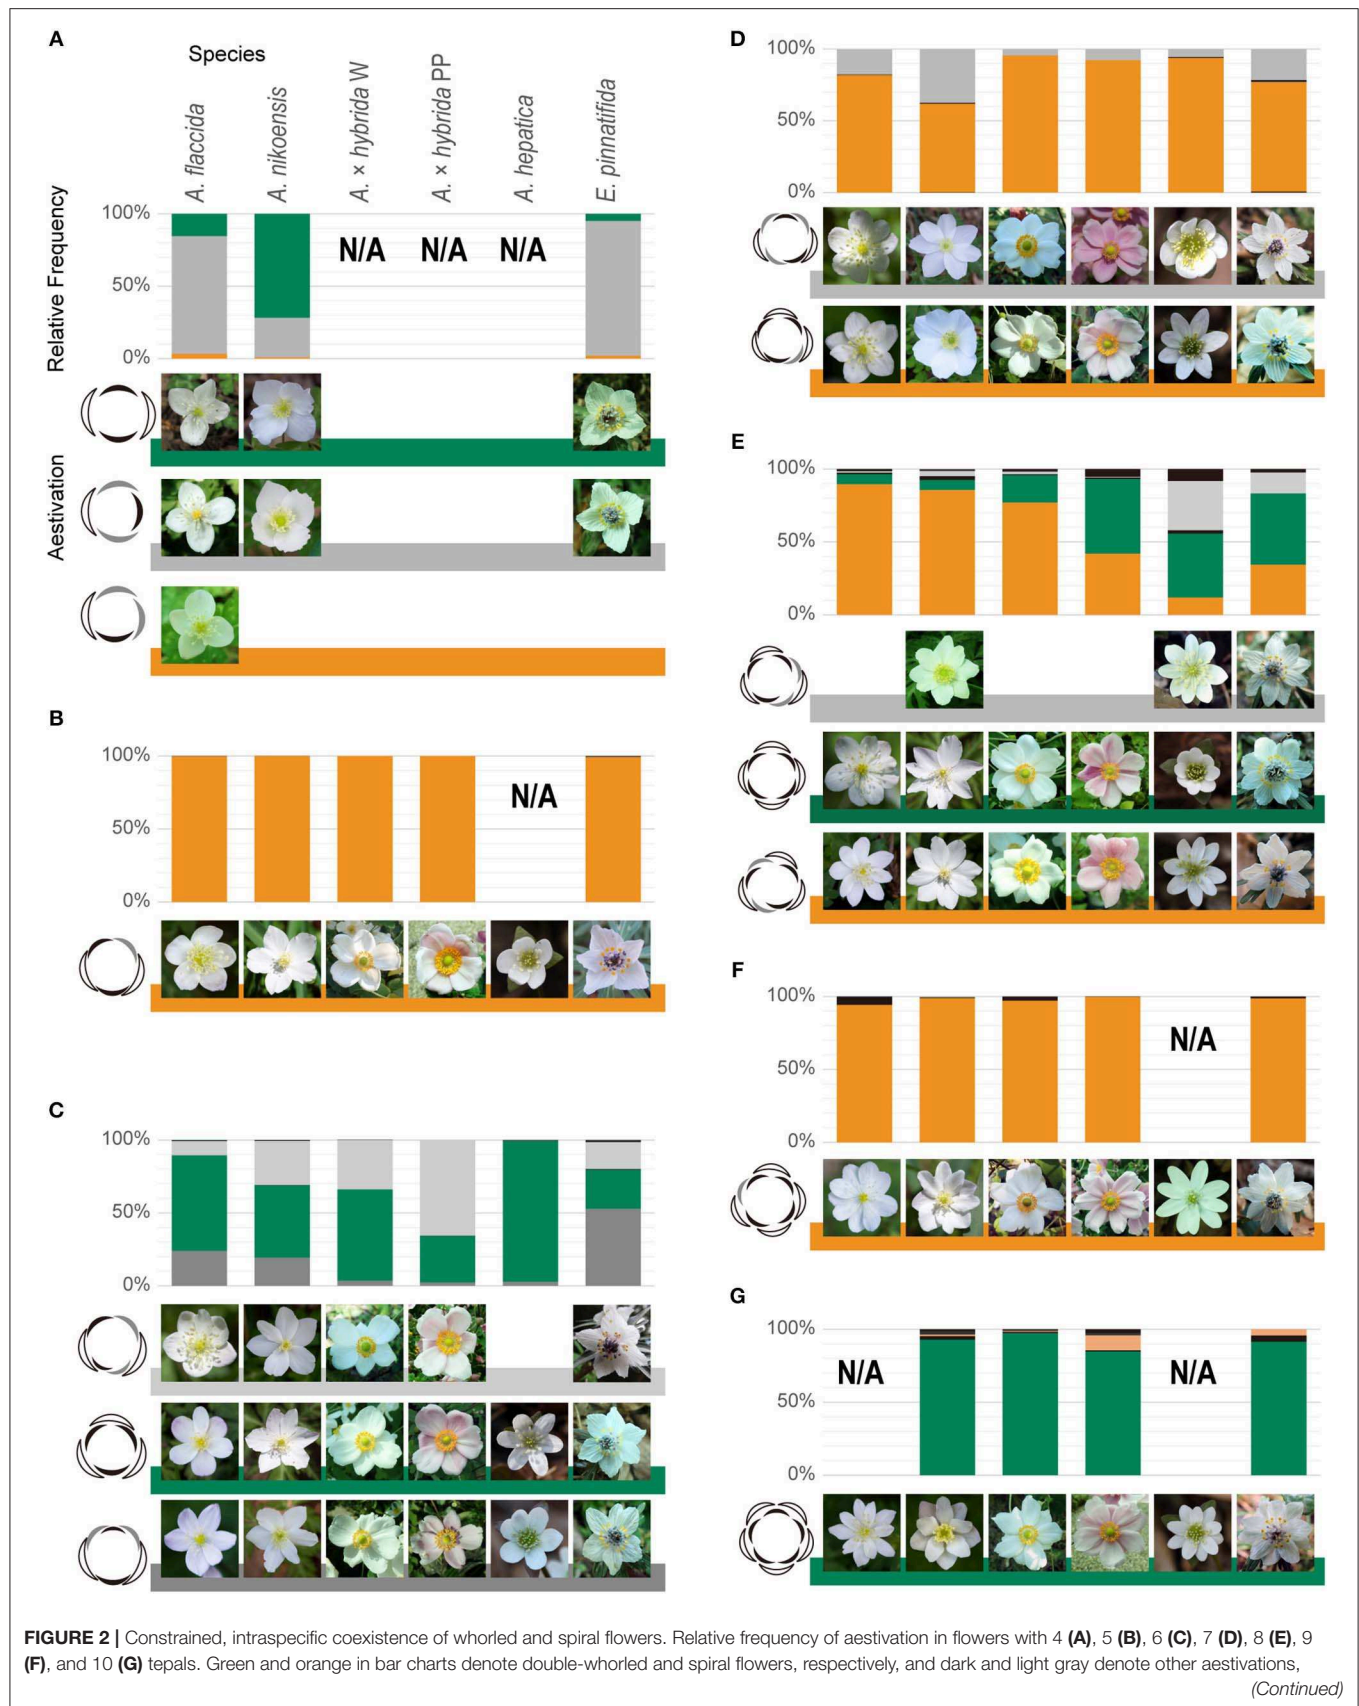 A
Species
A. flaccida
A. nikoensis
A. × hybrida W
A. × hybrida PP
A. hepatica
E. pinnatifida
Relative Frequency
100%
50%
0%
N/A
N/A
N/A
Aestivation
B
100%
50%
0%
N/A
C
100%
50%
0%
D
100%
50%
0%
E
100%
50%
0%
F
100%
50%
0%
N/A
G
100%
50%
0%
N/A
N/A
FIGURE 2 | Constrained, intraspecific coexistence of whorled and spiral flowers. Relative frequency of aestivation in flowers with 4 (A), 5 (B), 6 (C), 7 (D), 8 (E), 9
(F), and 10 (G) tepals. Green and orange in bar charts denote double-whorled and spiral flowers, respectively, and dark and light gray denote other aestivations,
(Continued)